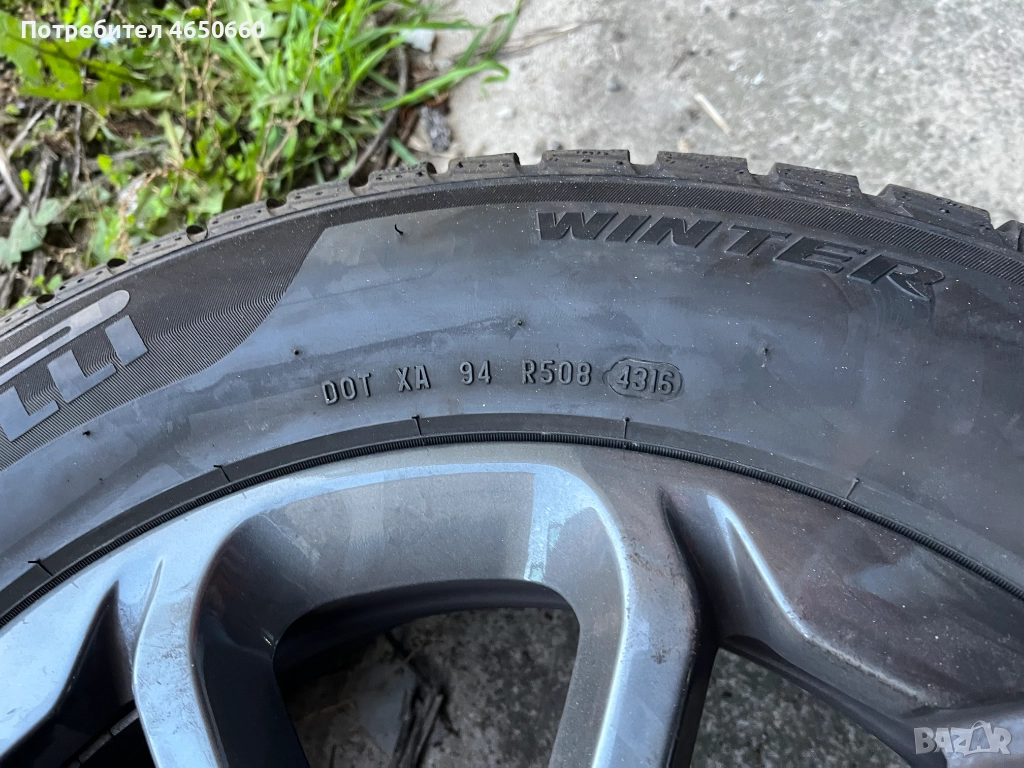 Потребител 4650660
WINTER
LLI
DOT XA 94 R508 4316
BAZAR